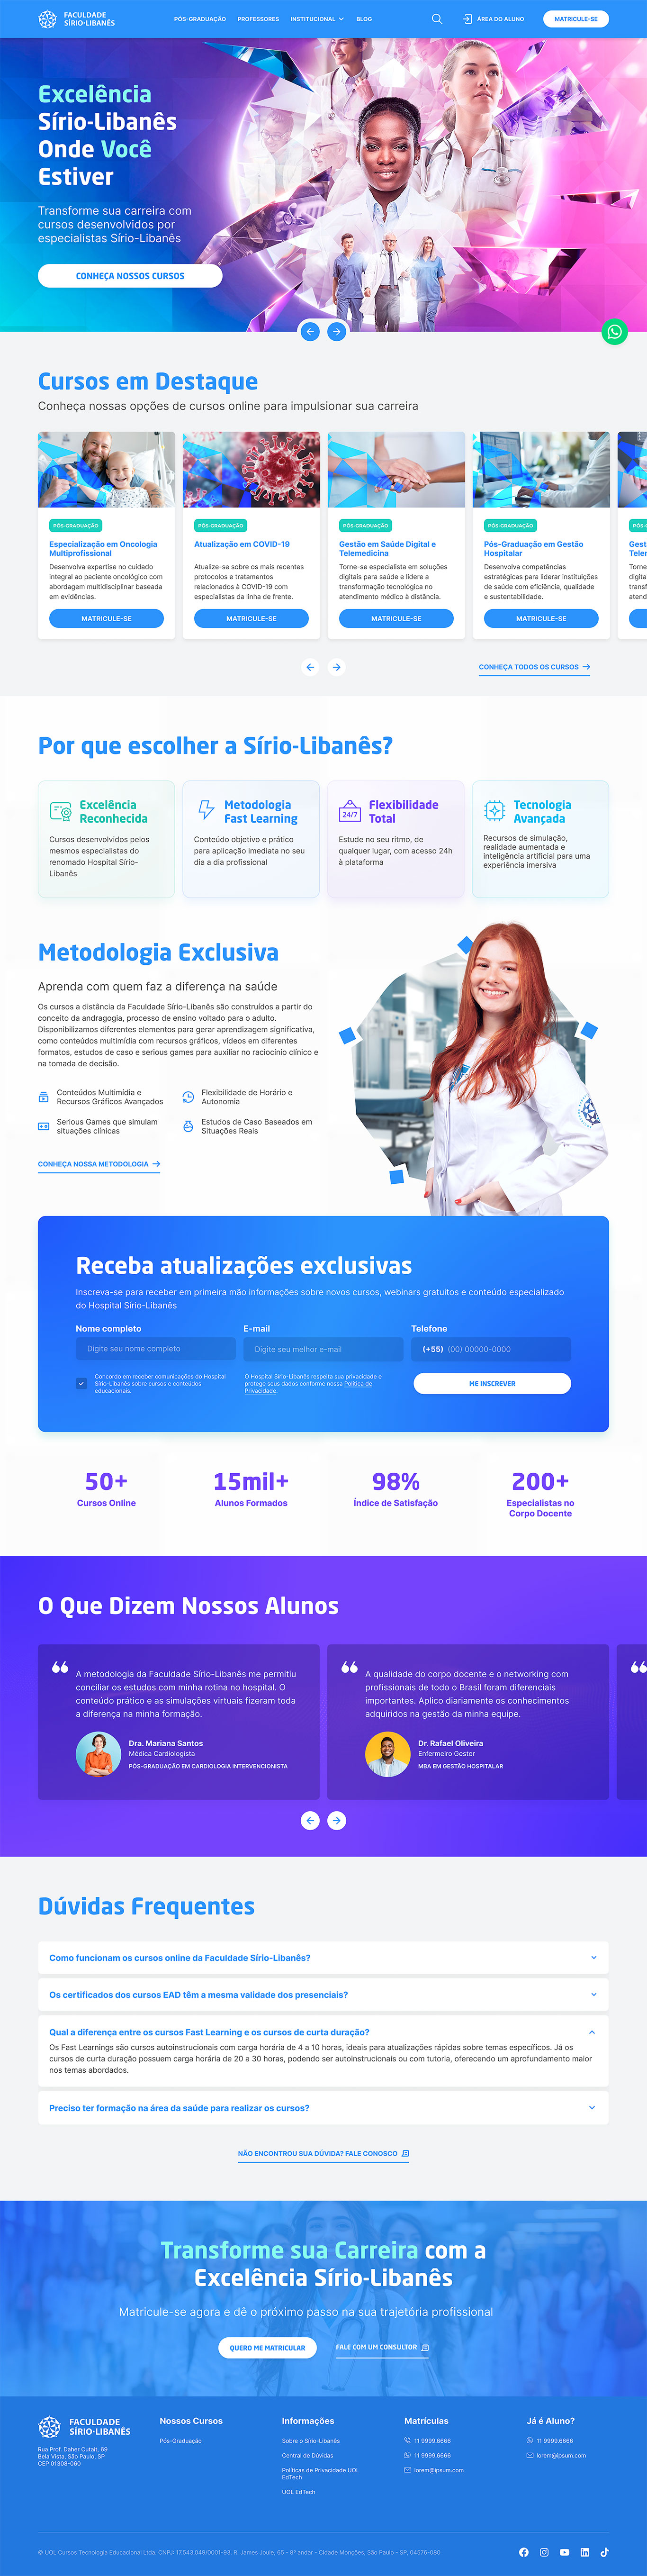 FACULDADE
SÍRIO-LIBANÊS
PÓS-GRADUAÇÃO
PROFESSORES
INSTITUCIONAL
BLOG
ÁREA DO ALUNO
MATRICULE-SE
Excelência
Sírio-Libanês
Onde Você
Estiver
Transforme sua carreira com
cursos desenvolvidos por
especialistas Sírio-Libanês
CONHEÇA NOSSOS CURSOS
Cursos em Destaque
Conheça nossas opções de cursos online para impulsionar sua carreira
PÓS-GRADUAÇÃO
Especialização em Oncologia
Multiprofissional
Desenvolva expertise no cuidado
integral ao paciente oncológico com
abordagem multidisciplinar baseada
em evidências.
MATRICULE-SE
PÓS-GRADUAÇÃO
Atualização em COVID-19
Atualize-se sobre os mais recentes
protocolos e tratamentos
relacionados à COVID-19 com
especialistas da linha de frente.
MATRICULE-SE
PÓS-GRADUAÇÃO
Gestão em Saúde Digital e
Telemedicina
Torne-se especialista em soluções
digitais para saúde e lidere a
transformação tecnológica no
atendimento médico à distância.
MATRICULE-SE
PÓS-GRADUAÇÃO
Pós-Graduação em Gestão
Hospitalar
Desenvolva competências
estratégicas para liderar instituições
de saúde com eficiência, qualidade
e sustentabilidade.
MATRICULE-SE
PÓS-G
Gest
Teler
Torne
digita
transf
atend
CONHEÇA TODOS OS CURSOS
Por que escolher a Sírio-Libanês?
Excelência
Reconhecida
Cursos desenvolvidos pelos
mesmos especialistas do
renomado Hospital Sírio-
Libanês
Metodologia
Fast Learning
Conteúdo objetivo e prático
para aplicação imediata no seu
dia a dia profissional
24/7
Flexibilidade
Total
Estude no seu ritmo, de
qualquer lugar, com acesso 24h
à plataforma
Tecnologia
Avançada
Recursos de simulação,
realidade aumentada e
inteligência artificial para uma
experiência imersiva
Metodologia Exclusiva
Aprenda com quem faz a diferença na saúde
Os cursos a distância da Faculdade Sírio-Libanês são construídos a partir do
conceito da andragogia, processo de ensino voltado para o adulto.
Disponibilizamos diferentes elementos para gerar aprendizagem significativa,
como conteúdos multimídia com recursos gráficos, vídeos em diferentes
formatos, estudos de caso e serious games para auxiliar no raciocínio clínico e
na tomada de decisão.
Conteúdos Multimídia e
Recursos Gráficos Avançados
Flexibilidade de Horário e
Autonomia
Serious Games que simulam
situações clínicas
Estudos de Caso Baseados em
Situações Reais
CONHEÇA NOSSA METODOLOGIA
Receba atualizações exclusivas
Inscreva-se para receber em primeira mão informações sobre novos cursos, webinars gratuitos e conteúdo especializado
do Hospital Sírio-Libanês
Nome completo
E-mail
Telefone
Digite seu nome completo
Digite seu melhor e-mail
(+55) (00) 00000-0000
Concordo em receber comunicações do Hospital
Sírio-Libanês sobre cursos e conteúdos
educacionais.
O Hospital Sírio-Libanês respeita sua privacidade e
protege seus dados conforme nossa Política de
Privacidade.
ME INSCREVER
50+
Cursos Online
15mil+
Alunos Formados
98%
Índice de Satisfação
200+
Especialistas no
Corpo Docente
O Que Dizem Nossos Alunos
A metodologia da Faculdade Sírio-Libanês me permitiu
conciliar os estudos com minha rotina no hospital. O
conteúdo prático e as simulações virtuais fizeram toda
a diferença na minha formação.
Dra. Mariana Santos
Médica Cardiologista
PÓS-GRADUAÇÃO EM CARDIOLOGIA INTERVENCIONISTA
A qualidade do corpo docente e o networking com
profissionais de todo o Brasil foram diferenciais
importantes. Aplico diariamente os conhecimentos
adquiridos na gestão da minha equipe.
Dr. Rafael Oliveira
Enfermeiro Gestor
MBA EM GESTÃO HOSPITALAR
Dúvidas Frequentes
Como funcionam os cursos online da Faculdade Sírio-Libanês?
Os certificados dos cursos EAD têm a mesma validade dos presenciais?
Qual a diferença entre os cursos Fast Learning e os cursos de curta duração?
Os Fast Learnings são cursos autoinstrucionais com carga horária de 4 a 10 horas, ideais para atualizações rápidas sobre temas específicos. Já os
cursos de curta duração possuem carga horária de 20 a 30 horas, podendo ser autoinstrucionais ou com tutoria, oferecendo um aprofundamento maior
nos temas abordados.
Preciso ter formação na área da saúde para realizar os cursos?
NÃO ENCONTROU SUA DÚVIDA? FALE CONOSCO
Transforme sua Carreira com a
Excelência Sírio-Libanês
Matricule-se agora e dê o próximo passo na sua trajetória profissional
QUERO ME MATRICULAR
FALE COM UM CONSULTOR
FACULDADE
SÍRIO-LIBANÊS
Rua Prof. Daher Cutait, 69
Bela Vista, São Paulo, SP
CEP 01308-060
Nossos Cursos
Pós-Graduação
Informações
Sobre o Sírio-Libanês
Central de Dúvidas
Políticas de Privacidade UOL
EdTech
UOL EdTech
Matrículas
11 9999.6666
11 9999.6666
lorem@ipsum.com
Já é Aluno?
11 9999.6666
lorem@ipsum.com
© UOL Cursos Tecnologia Educacional Ltda. CNPJ: 17.543.049/0001-93. R. James Joule, 65 - 8º andar - Cidade Monções, São Paulo - SP, 04576-080